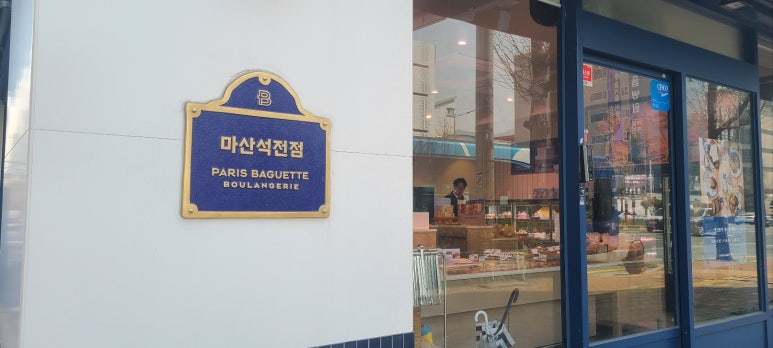 B
마산석전점
PARIS BAGUETTE
BOULANGERIE